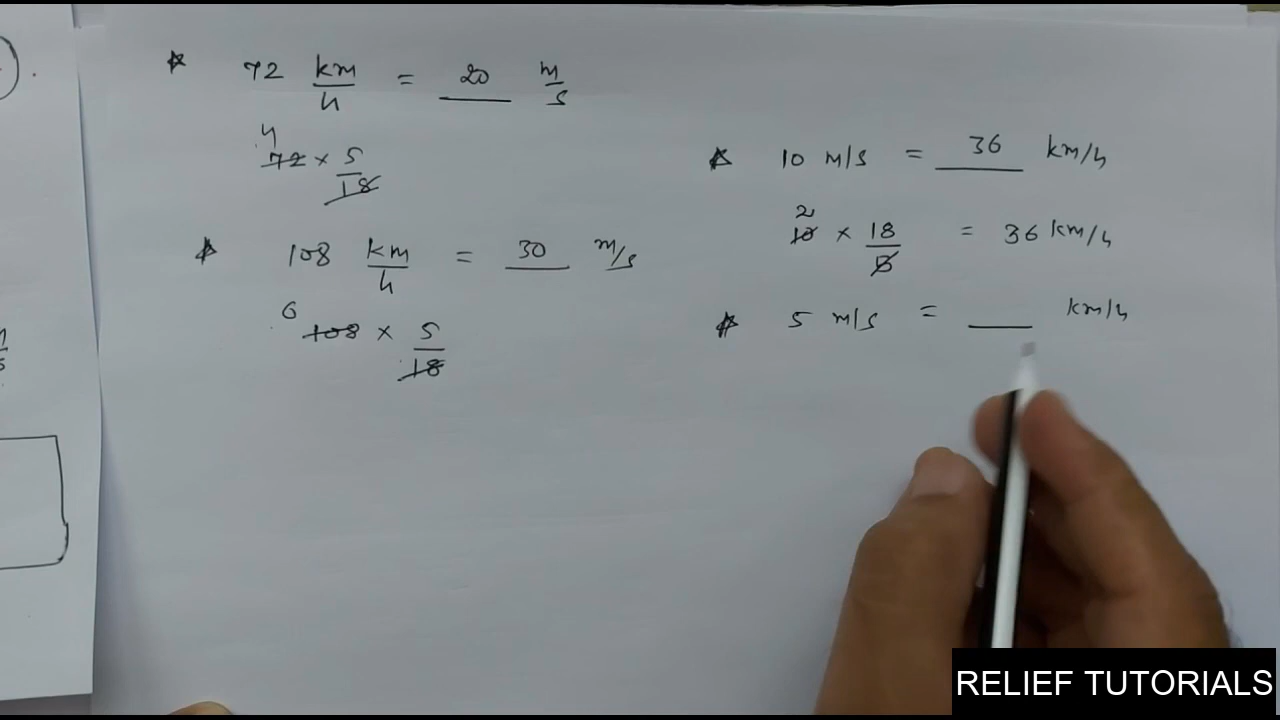 * 72 km/h = 20 m/s
4
72 × 5/18
* 108 km/h = 30 m/s
6
108 × 5/18
* 10 m/s = 36 km/h
2
10 × 18/5 = 36 km/h
* 5 m/s = ___ km/h
RELIEF TUTORIALS